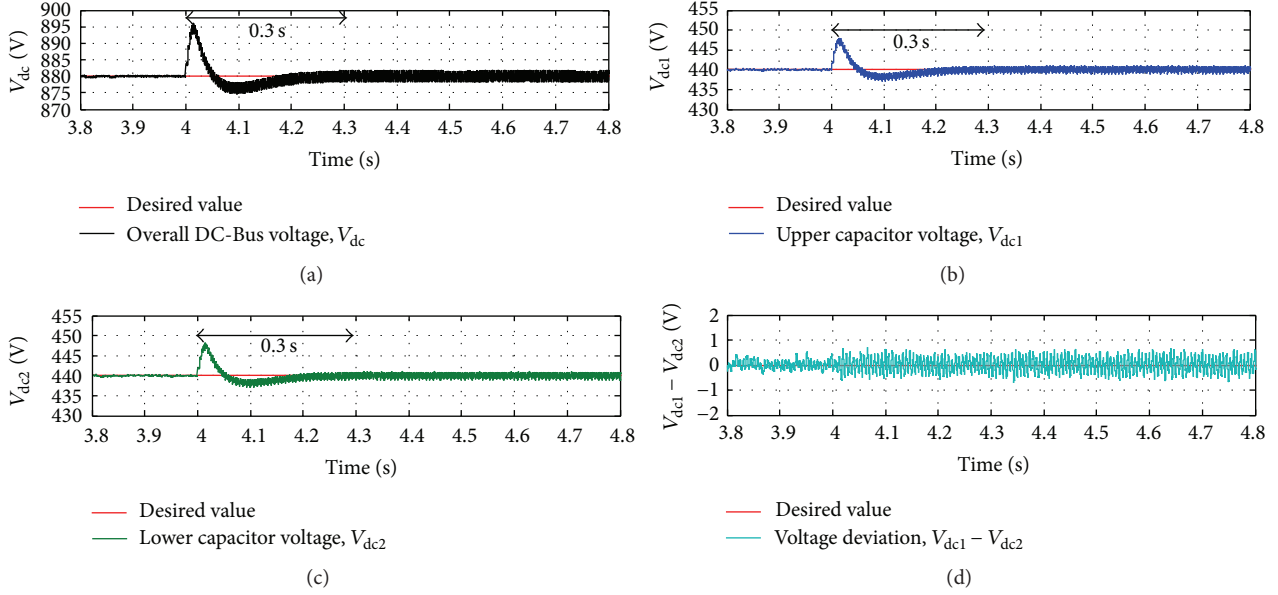 900
895
890
885
880
875
870
V_dc (V)
0.3 s
3.8 3.9 4 4.1 4.2 4.3 4.4 4.5 4.6 4.7 4.8
Time (s)
Desired value
Overall DC-Bus voltage, V_dc
(a)
455
450
445
440
435
430
V_dc1 (V)
0.3 s
3.8 3.9 4 4.1 4.2 4.3 4.4 4.5 4.6 4.7 4.8
Time (s)
Desired value
Upper capacitor voltage, V_dc1
(b)
455
450
445
440
435
430
V_dc2 (V)
0.3 s
3.8 3.9 4 4.1 4.2 4.3 4.4 4.5 4.6 4.7 4.8
Time (s)
Desired value
Lower capacitor voltage, V_dc2
(c)
2
1
0
−1
−2
V_dc1 − V_dc2 (V)
3.8 3.9 4 4.1 4.2 4.3 4.4 4.5 4.6 4.7 4.8
Time (s)
Desired value
Voltage deviation, V_dc1 − V_dc2
(d)